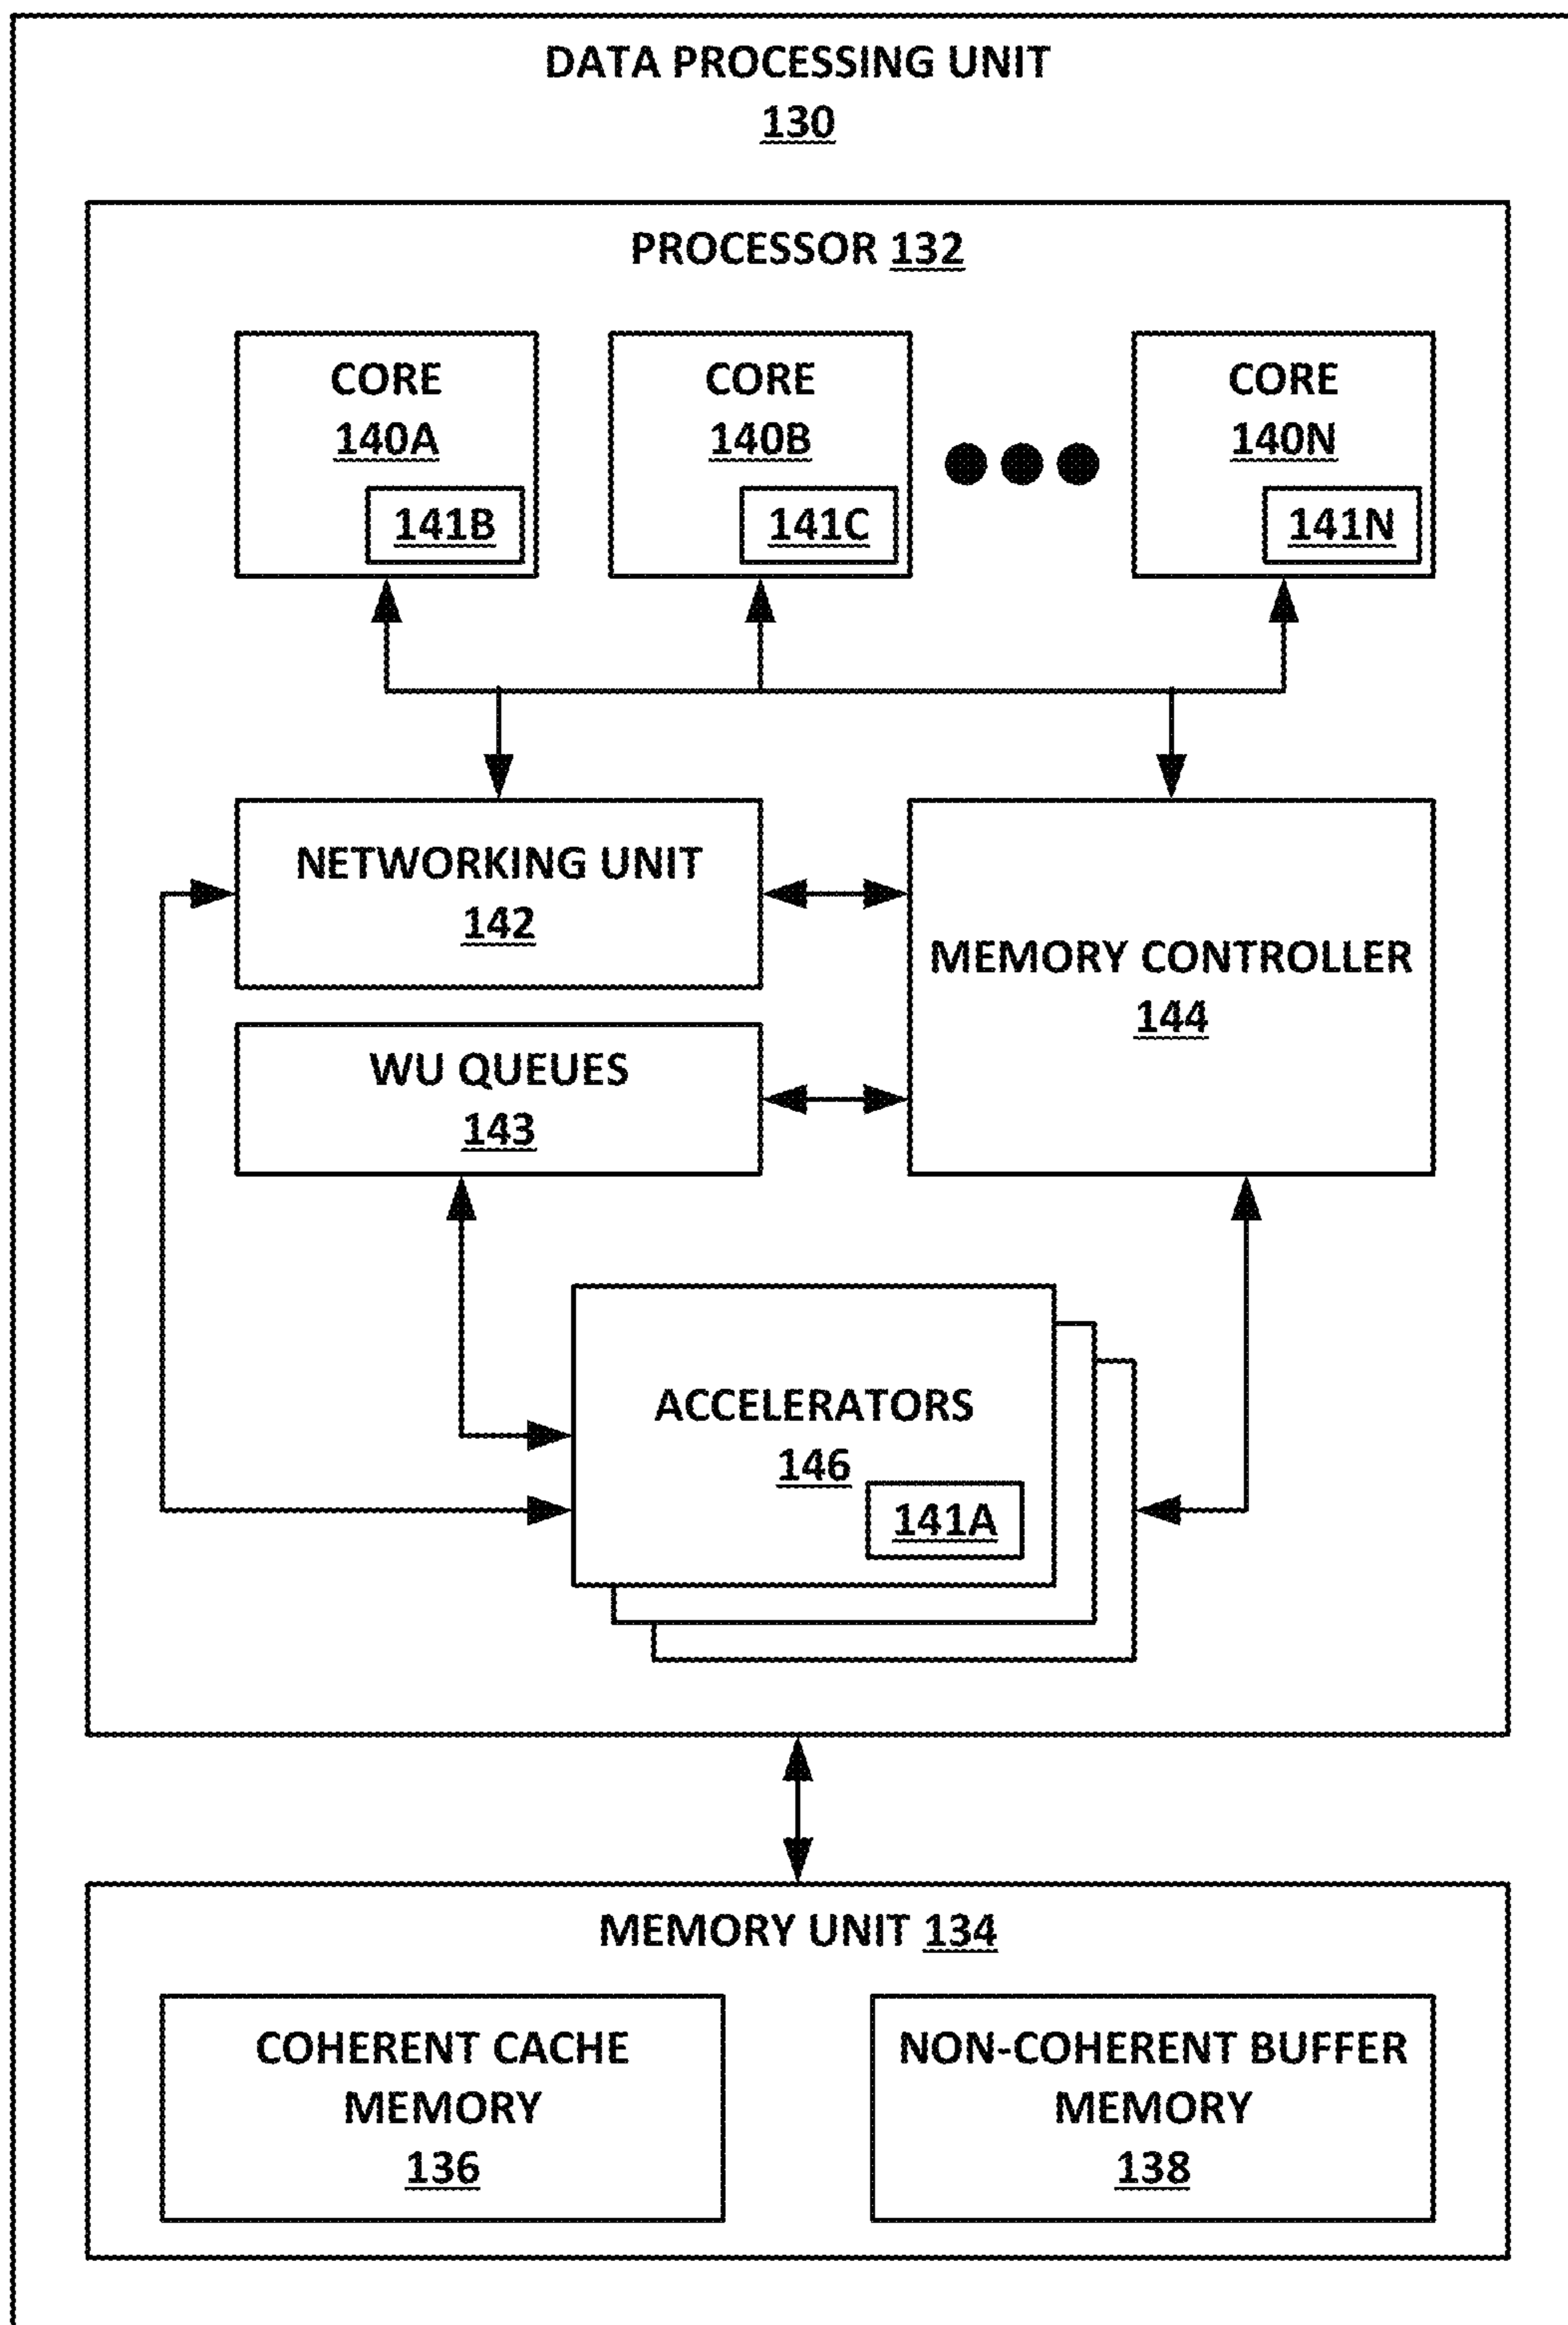 DATA PROCESSING UNIT
130
PROCESSOR 132
CORE
140A
141B
CORE
140B
141C
CORE
140N
141N
NETWORKING UNIT
142
MEMORY CONTROLLER
144
WU QUEUES
143
ACCELERATORS
146
141A
MEMORY UNIT 134
COHERENT CACHE
MEMORY
136
NON-COHERENT BUFFER
MEMORY
138